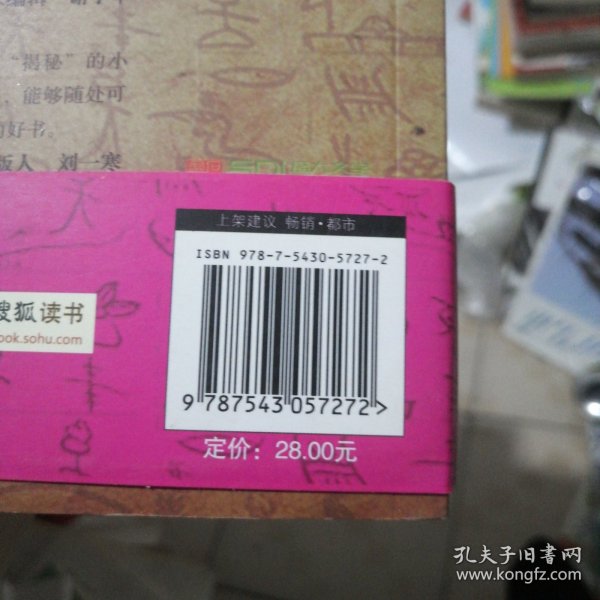 "揭秘"的小
，能够随处可
好书。
版人 刘一寒
上架建议 畅销·都市
ISBN 978-7-5430-5727-2
9 787543 057272>
定价：28.00元
搜狐读书
book.sohu.com
孔夫子旧书网
www.kongfz.com